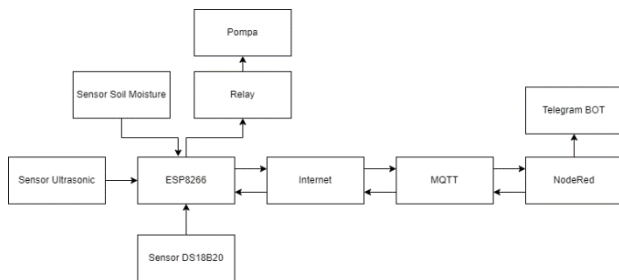 Pompa
Sensor Soil Moisture
Relay
Telegram BOT
Sensor Ultrasonic
ESP8266
Internet
MQTT
NodeRed
Sensor DS18B20